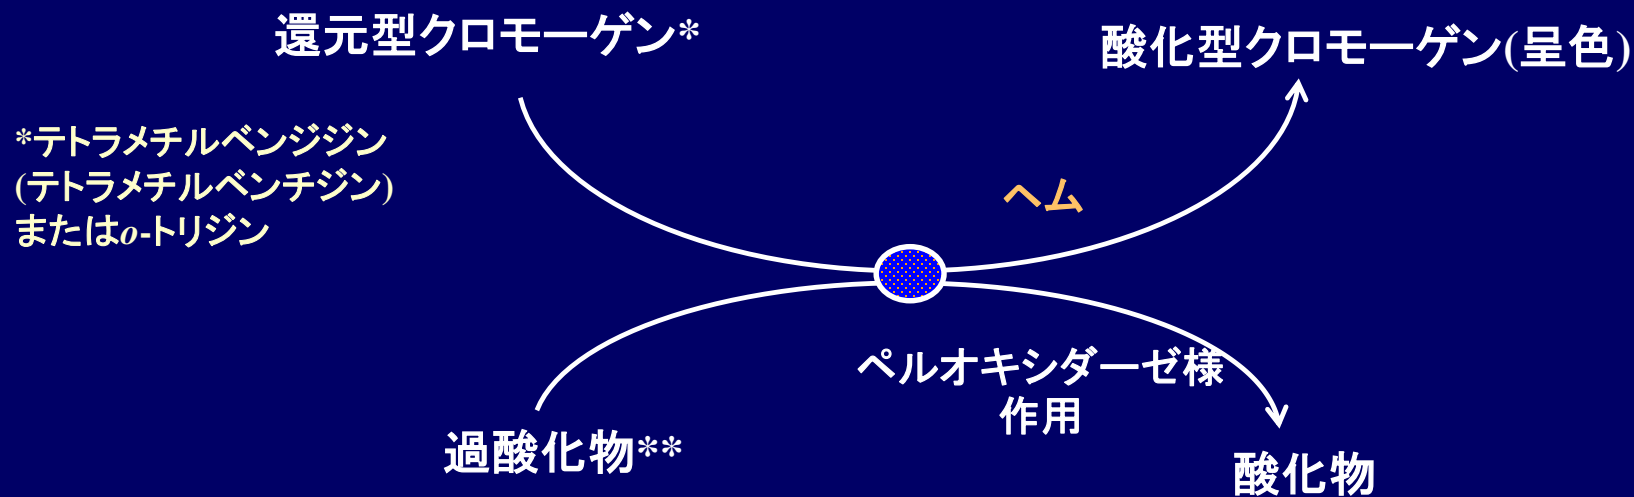 還元型クロモーゲン*
酸化型クロモーゲン(呈色)
*テトラメチルベンジジン
(テトラメチルベンチジン)
またはo-トリジン
ヘム
ペルオキシダーゼ様
作用
過酸化物**
酸化物